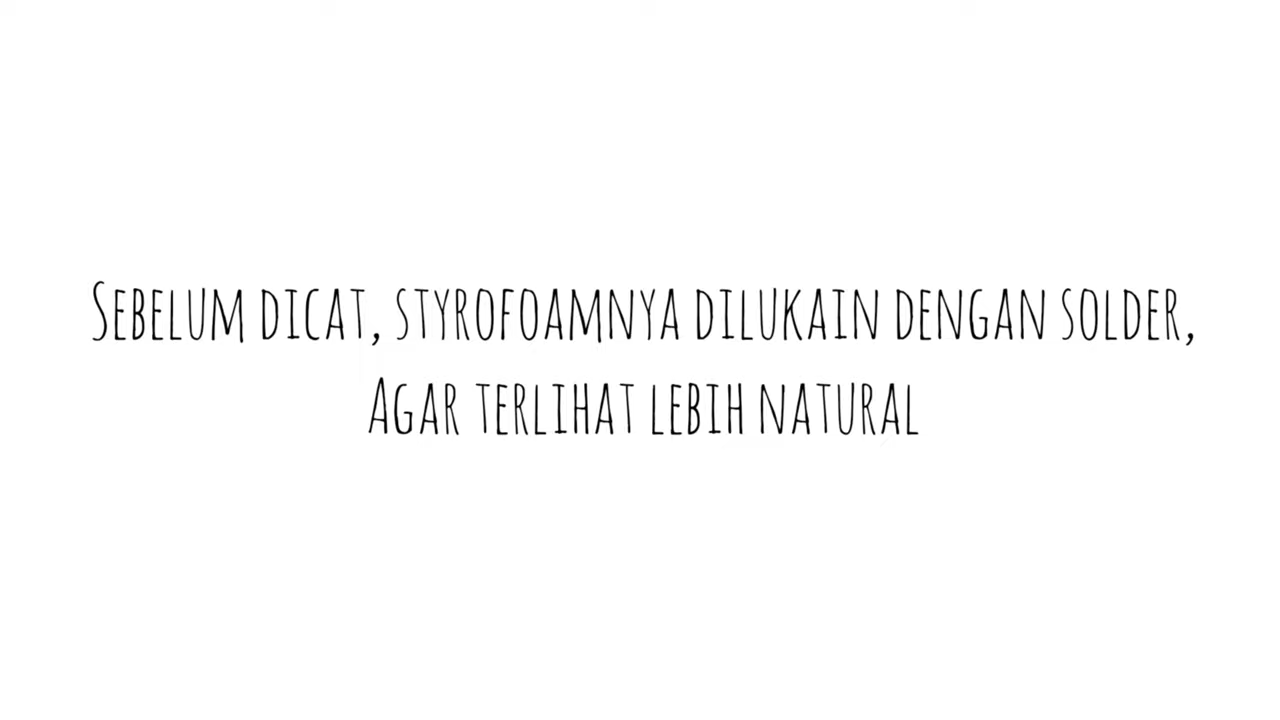 Sebelum dicat, styrofoamnya dilukain dengan solder,
Agar terlihat lebih natural